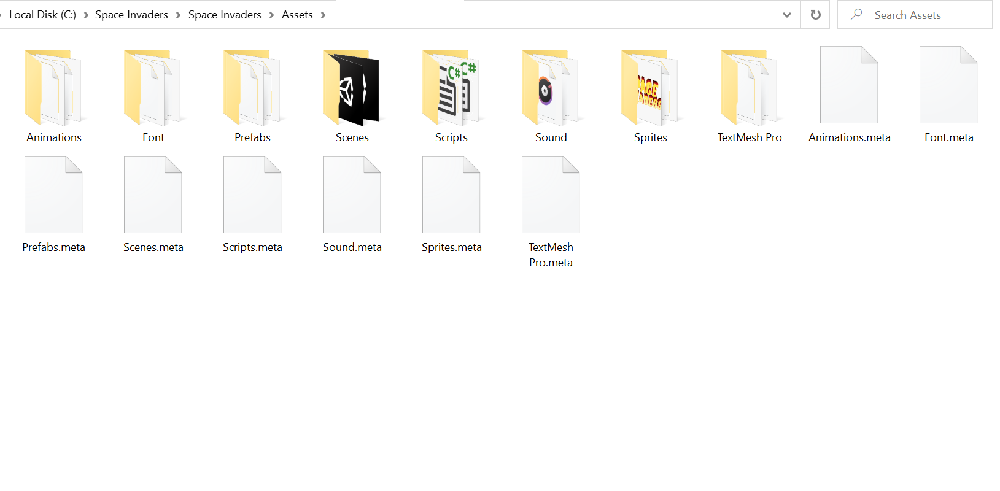 Local Disk (C:) > Space Invaders > Space Invaders > Assets >
Search Assets
C#
C#
Animations
Font
Prefabs
Scenes
Scripts
Sound
Sprites
TextMesh Pro
Animations.meta
Font.meta
Prefabs.meta
Scenes.meta
Scripts.meta
Sound.meta
Sprites.meta
TextMesh
Pro.meta